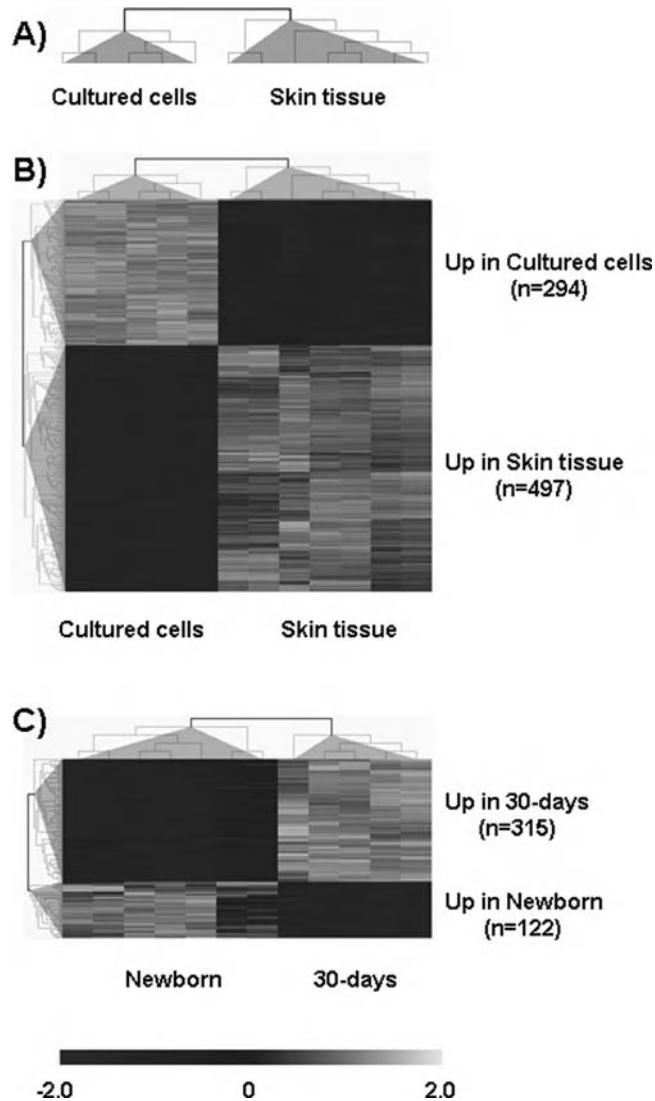 A)
Cultured cells Skin tissue
B)
Up in Cultured cells
(n=294)
Up in Skin tissue
(n=497)
Cultured cells Skin tissue
C)
Up in 30-days
(n=315)
Up in Newborn
(n=122)
Newborn 30-days
-2.0 0 2.0